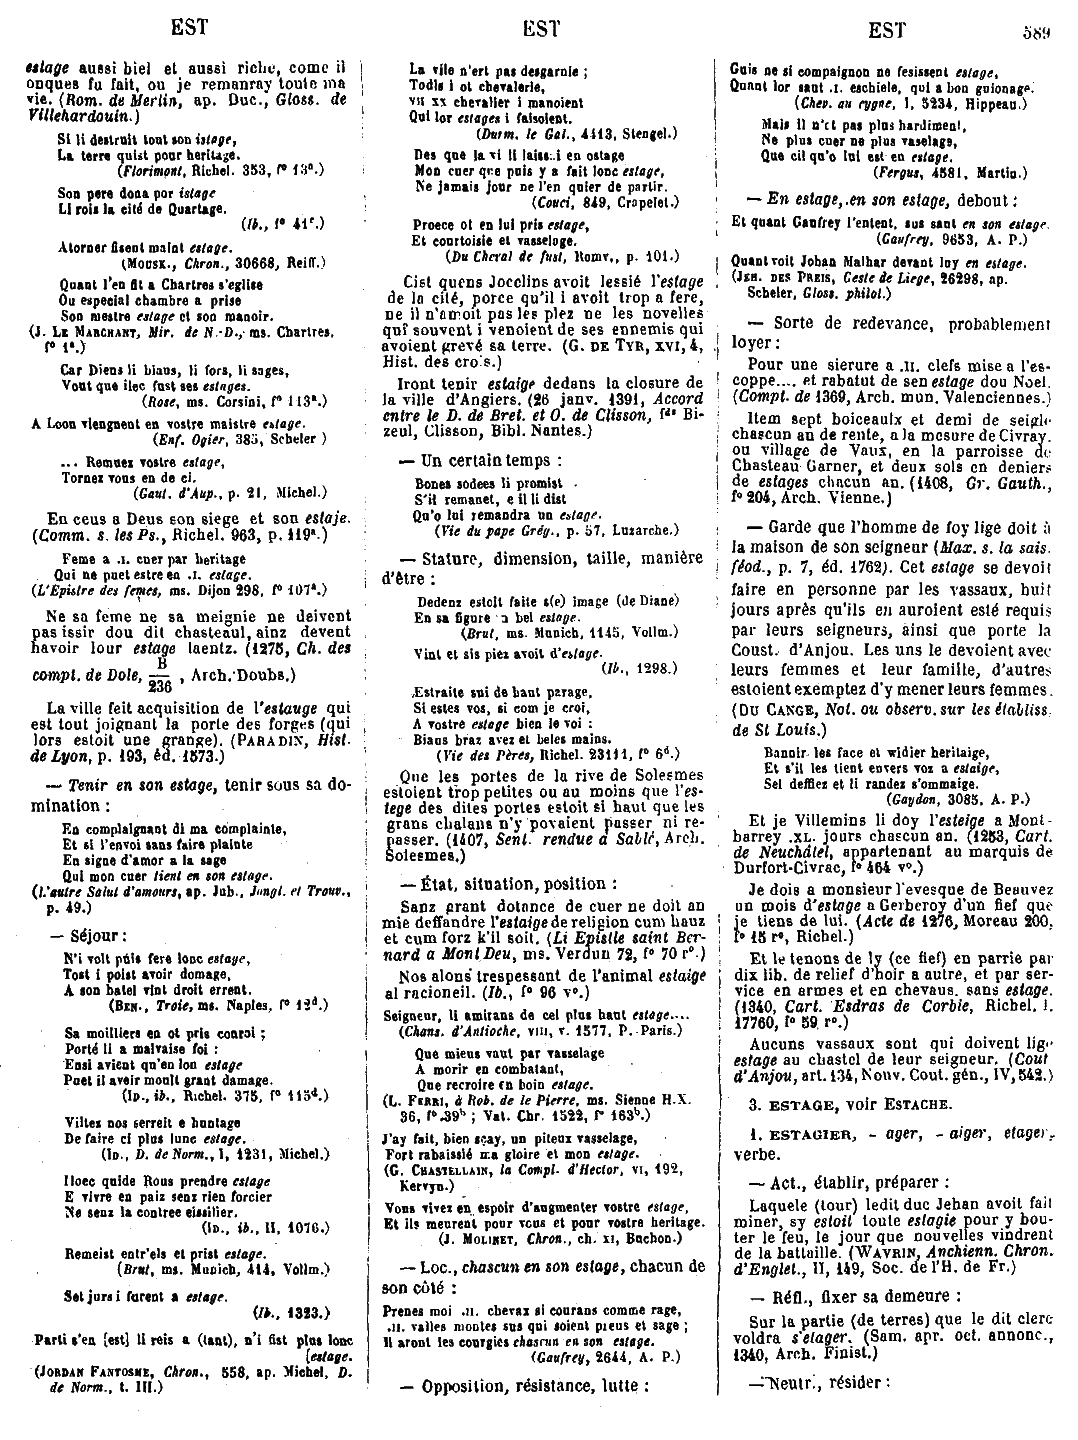 EST
EST
EST
589
estage aussi biel et aussi riche, come il
onques fu fait, ou je remanray toute ma
vie. (Rom. de Merlin, ap. Duc., Gloss. de
Villehardouin.)
Si li destruit tout son istage,
La terre quist pour heritage.
(Florimont, Richel. 353, f° 13ª.)
Son pere dona por istage
Li rois la cité de Quartage.
(Ib., f° 41ᶜ.)
Atorner fisent maint estage.
(MOUSK., Chron., 30668, Reiff.)
Quant l'en fit a Chartres s'eglise
Ou especial chambre a prise
Son mestre estage et son manoir.
(J. LE MARCHANT, Mir. de N.-D., ms. Chartres,
f° 1ª.)
Car Diens li biaus, li fors, li sages,
Vout que ilec fust ses estages.
(Rose, ms. Corsini, f° 113ª.)
A Loon viengnent en vostre maistre estage.
(Enf. Ogier, 385, Scheler)
... Remuez vostre estage,
Tornez vous en de ci.
(Gaut. d'Aup., p. 21, Michel.)
En ceus a Deus son siege et son estaje.
(Comm. s. les Ps., Richel. 963, p. 119ª.)
Feme a .I. cuer par heritage
Qui ne puet estre en .I. estage.
(L'Epistre des femes, ms. Dijon 298, f° 107ª.)
Ne sa feme ne sa meignie ne deivent
pas issir dou dit chasteaul, ainz devent
havoir lour estage laentz. (1275, Ch. des
compt. de Dole, B/236, Arch. Doubs.)
La ville feit acquisition de l'estauge qui
est tout joignant la porte des forges (qui
lors estoit une grange). (PARADIN, Hist.
de Lyon, p. 193, éd. 1573.)
— Tenir en son estage, tenir sous sa do-
mination :
En complaignant di ma complainte,
Et si l'envoi sans faire plainte
En signe d'amor a la sage
Qui mon cuer tient en son estage.
(L'autre Salut d'amours, ap. Jub., Jongl. et Trouv.,
p. 49.)
— Séjour :
N'i volt puis fere lonc estage,
Tost i poist avoir domage,
A son batel vint droit errent.
(BEN., Troie, ms. Naples, f° 12ᵈ.)
Sa moilliers en ot pris conroi ;
Porté li a malvaise foi :
Ensi avient qu'en lon estage
Puet il aveir moult grant damage.
(ID., ib., Richel. 375, f° 115ᵈ.)
Viltes nos serreit e huntage
De faire ci plus lunc estage.
(ID., D. de Norm., I, 1231, Michel.)
Iloec quide Rous prendre estage
E vivre en paiz senz rien forcier
Ne senz la contree eissilier.
(ID., ib., II, 1076.)
Remeist entr'els et prist estage.
(Brut, ms. Munich, 414, Vollm.)
Set jurs i furent a estage.
(Ib., 1323.)
Parti s'en [est] li reis a (tant), n'i fist plus lonc
[estage.
(JORDAN FANTOSME, Chron., 558, ap. Michel, D.
de Norm., t. III.)
La vile n'ert pas desgarnie ;
Todis i ot chevalerie,
VII XX chevalier i manoient
Qui lor estages i faisoient.
(Durm. le Gal., 4413, Stengel.)
Des que la vi li laissai en ostage
Mon cuer que puis y a fait lonc estage,
Ne jamais jour ne l'en quier de partir.
(Couci, 849, Crapelet.)
Proece ot en lui pris estage,
Et courtoisie et vasseloge.
(Du Cheval de fust, Romv., p. 101.)
Cist quens Jocelins avoit lessié l'estage
de la cité, porce qu'il i avoit trop a fere,
ne il n'amoit pas les plez ne les novelles
qui souvent i venoient de ses ennemis qui
avoient grevé sa terre. (G. DE TYR, XVI, 4,
Hist. des crois.)
Iront tenir estaige dedans la closure de
la ville d'Angiers. (26 janv. 1391, Accord
entre le D. de Bret. et O. de Clisson, fᵈˢ Bi-
zeul, Clisson, Bibl. Nantes.)
— Un certain temps :
Bones sodees li promist
S'il remanet, e il li dist
Qu'o lui remandra un estage.
(Vie du pape Grég., p. 57, Luzarche.)
— Stature, dimension, taille, manière
d'être :
Dedenz estoit faite s(e) image (de Diane)
En sa figure a bel estage.
(Brut, ms. Munich, 1145, Vollm.)
Vint et sis piez avoit d'estage.
(Ib., 1298.)
Estraite sui de haut parage,
Si estes vos, si com je croi,
A vostre estage bien le voi :
Biaus braz avez et beles mains.
(Vie des Pères, Richel. 23111, f° 6ᵈ.)
Que les portes de la rive de Solesmes
estoient trop petites ou au moins que l'es-
tege des dites portes estoit si haut que les
grans chalans n'y povaient passer ni re-
passer. (1407, Sent. rendue à Sablé, Arch.
Solesmes.)
— État, situation, position :
Sanz grant dotance de cuer ne doit an
mie deffandre l'estaige de religion cum hauz
et cum forz k'il soit. (Li Epistle saint Ber-
nard a Mont Deu, ms. Verdun 72, f° 70 r°.)
Nos alons trespessant de l'animal estaige
al racioneil. (Ib., f° 96 v°.)
Seigneur, li amirans de cel plus haut estage....
(Chans. d'Antioche, VIII, v. 1577, P. Paris.)
Que mieus vaut par vasselage
A morir en combatant,
Que recroire en boin estage.
(L. FERRI, à Rob. de le Pierre, ms. Sienne H.X.
36, f° 39ᵇ ; Vat. Chr. 1522, f° 163ᵇ.)
J'ay fait, bien sçay, un piteux vasselage,
Fort rabaissié ma gloire et mon estage.
(G. CHASTELLAIN, la Compl. d'Hector, VI, 192,
Kervyn.)
Vous vivez en espoir d'augmenter vostre estage,
Et ils meurent pour vous et pour vostre heritage.
(J. MOLINET, Chron., ch. XI, Buchon.)
— Loc., chascun en son estage, chacun de
son côté :
Prenes moi .II. chevax si courans comme rage,
.II. valles montes sus qui soient preus et sage ;
Il aront les courgies chascun en son estage.
(Gaufrey, 2644, A. P.)
— Opposition, résistance, lutte :
Guis ne si compaignon ne fesissent estage,
Quant lor saut .I. eschiele, qui a bon guionage.
(Chev. au cygne, I, 5234, Hippeau.)
Mais il n'ct pas plus hardiment,
Ne plus cuer ne plus vaselage,
Que cil qu'o lui est en estage.
(Fergus, 4581, Martin.)
— En estage, en son estage, debout :
Et quant Gaufrey l'entent, sus saut en son estage.
(Gaufrey, 9653, A. P.)
Quant voit Johan Malhar devant luy en estage.
(JEH. DES PREIS, Geste de Liege, 26298, ap.
Scheler, Gloss. philol.)
— Sorte de redevance, probablement
loyer :
Pour une sierure a .II. clefs mise a l'es-
coppe.... et rabatut de sen estage dou Noel.
(Compt. de 1369, Arch. mun. Valenciennes.)
Item sept boiceaulx et demi de seigle
chascun an de rente, a la mesure de Civray,
ou village de Vaux, en la parroisse de
Chasteau Garner, et deux sols en deniers
de estages chacun an. (1408, Gr. Gauth.,
f° 204, Arch. Vienne.)
— Garde que l'homme de foy lige doit à
la maison de son seigneur (Max. s. la sais.
féod., p. 7, éd. 1762). Cet estage se devoit
faire en personne par les vassaux, huit
jours après qu'ils en auroient esté requis
par leurs seigneurs, ainsi que porte la
Coust. d'Anjou. Les uns le devoient avec
leurs femmes et leur famille, d'autres
estoient exemptez d'y mener leurs femmes.
(DU CANGE, Not. ou observ. sur les établiss.
de St Louis.)
Bannir les face et widier heritaige,
Et s'il les tient envers voz a estaige,
Sel deffiez et li randez s'ommaige.
(Gaydon, 3085, A. P.)
Et je Villemins li doy l'esteige a Mont-
barrey .XL. jours chascun an. (1253, Cart.
de Neuchâtel, appartenant au marquis de
Durfort-Civrac, f° 464 v°.)
Je dois a monsieur l'evesque de Beauvez
un mois d'estage a Gerberoy d'un fief que
je tiens de lui. (Acte de 1276, Moreau 200,
f° 15 r°, Richel.)
Et le tenons de ly (ce fief) en parrie par
dix lib. de relief d'hoir a autre, et par ser-
vice en armes et en chevaus. sans estage.
(1340, Cart. Esdras de Corbie, Richel. l.
17760, f° 59 r°.)
Aucuns vassaux sont qui doivent lige
estage au chastel de leur seigneur. (Cout
d'Anjou, art. 134, Nouv. Cout. gén., IV, 542.)
3. ESTAGE, voir ESTACHE.
1. ESTAGIER, - ager, - aiger, etager,
verbe.
— Act., établir, préparer :
Laquele (tour) ledit duc Jehan avoit fait
miner, sy estoit toute estagie pour y bou-
ter le feu, le jour que nouvelles vindrent
de la battaille. (WAVRIN, Anchienn. Chron.
d'Englet., II, 149, Soc. de l'H. de Fr.)
— Réfl., fixer sa demeure :
Sur la partie (de terres) que le dit clerc
voldra s'etager. (Sam. apr. oct. annonc.,
1340, Arch. Finist.)
— Neutr., résider :